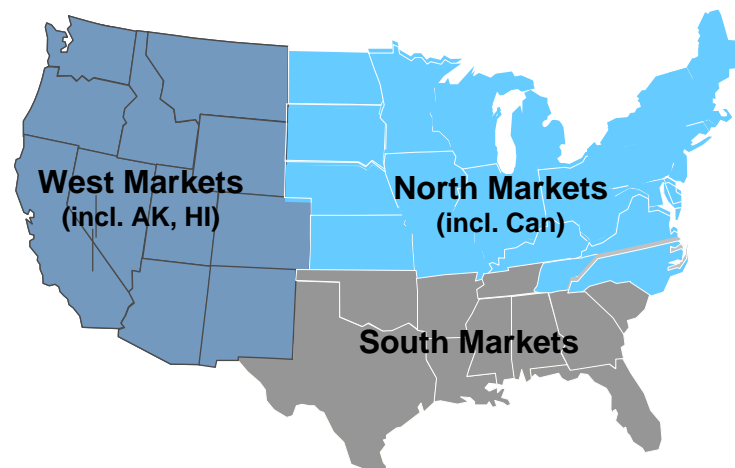 West Markets
(incl. AK, HI)
North Markets
(incl. Can)
South Markets